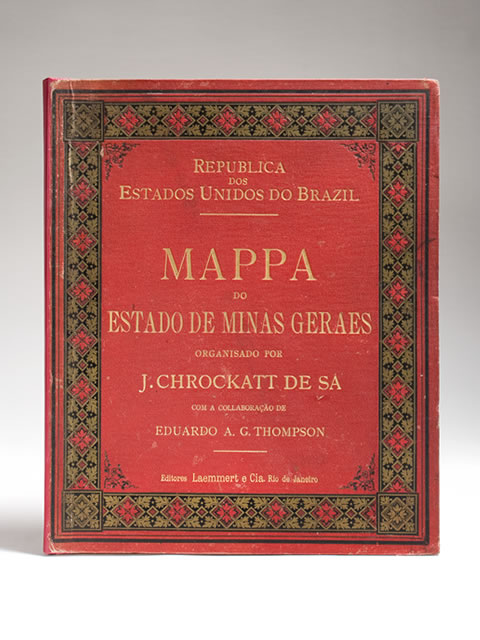 REPUBLICA
DOS
ESTADOS UNIDOS DO BRAZIL
MAPPA
DO
ESTADO DE MINAS GERAES
ORGANISADO POR
J. CHROCKATT DE SA
COM A COLLABORAÇÃO DE
EDUARDO A. G. THOMPSON
Editores Laemmert e Cia. Rio de Janeiro